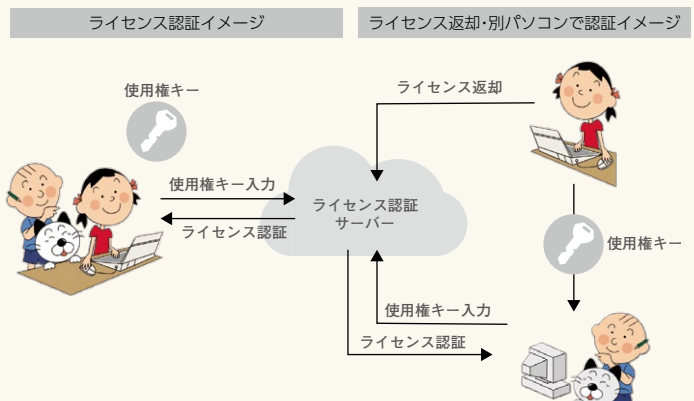 ライセンス認証イメージ
ライセンス返却・別パソコンで認証イメージ
使用権キー
使用権キー入力
ライセンス認証
ライセンス認証
サーバー
ライセンス返却
使用権キー
使用権キー入力
ライセンス認証